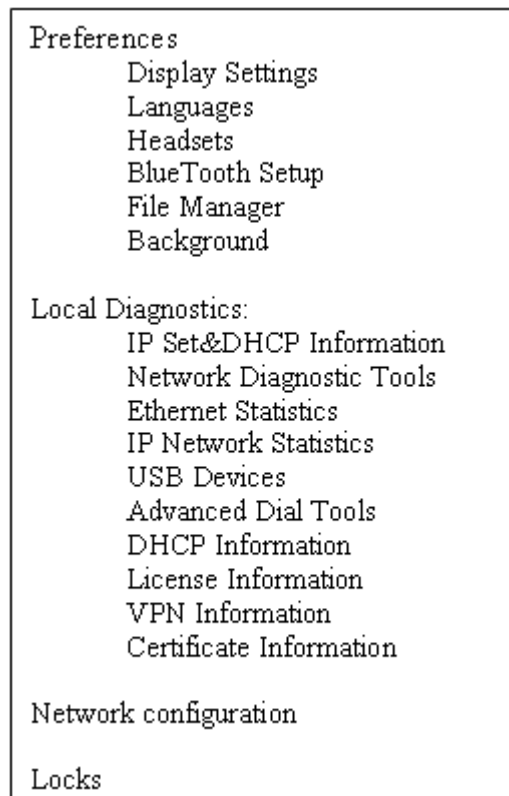 Preferences
Display Settings
Languages
Headsets
BlueTooth Setup
File Manager
Background
Local Diagnostics:
IP Set&DHCP Information
Network Diagnostic Tools
Ethernet Statistics
IP Network Statistics
USB Devices
Advanced Dial Tools
DHCP Information
License Information
VPN Information
Certificate Information
Network configuration
Locks